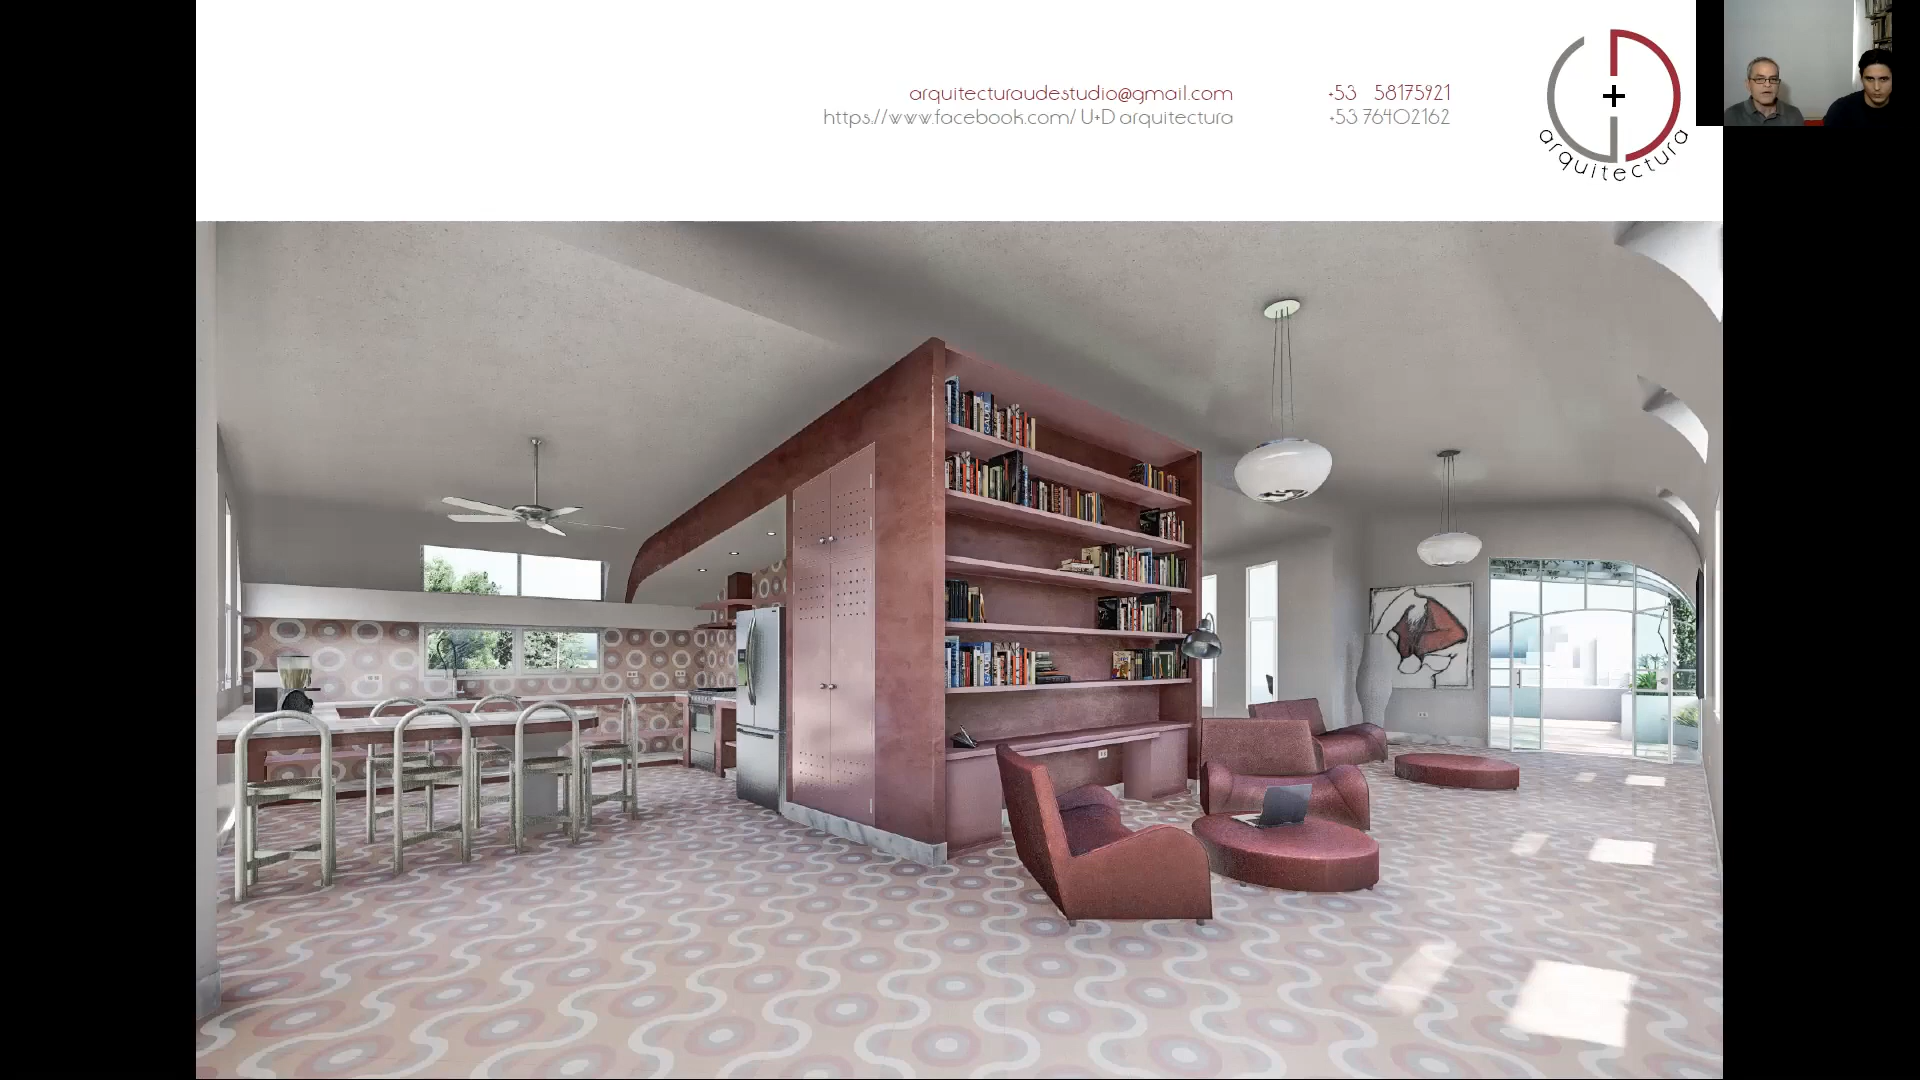 arquitecturaudestudio@gmail.com +53 58175921
https://www.facebook.com/ U+D arquitectura +53 76402162
U+D
arquitectura